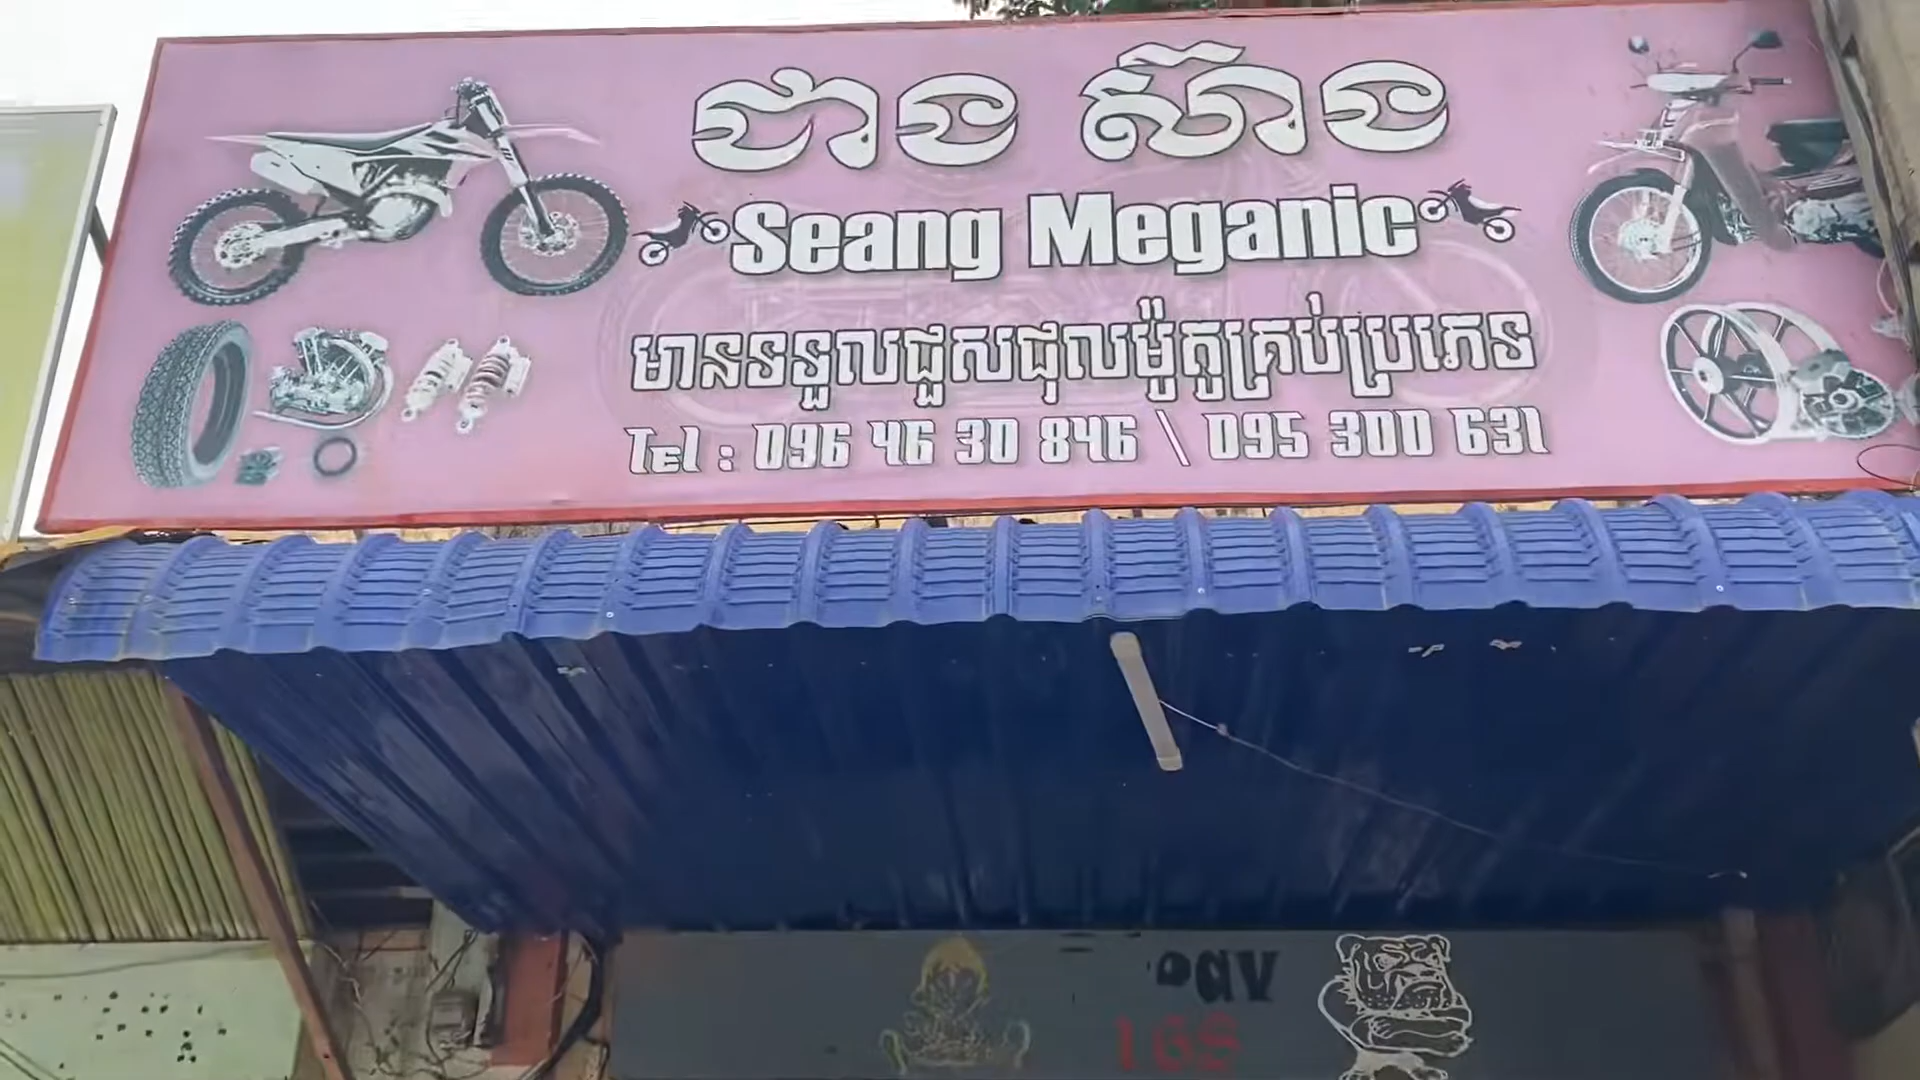 ជាង ស៊ាង
Seang Meganic
មានទទួលជួសជុលម៉ូតូគ្រប់ប្រភេទ
Tel : 096 46 30 846 \ 095 300 631
168